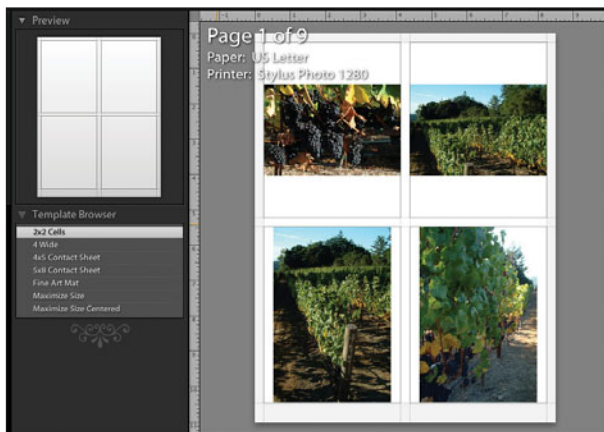 Preview
Template Browser
2x2 Cells
4 Wide
4x5 Contact Sheet
5x8 Contact Sheet
Fine Art Mat
Maximize Size
Maximize Size Centered
Page 1 of 9
Paper: US Letter
Printer: Stylus Photo 1280